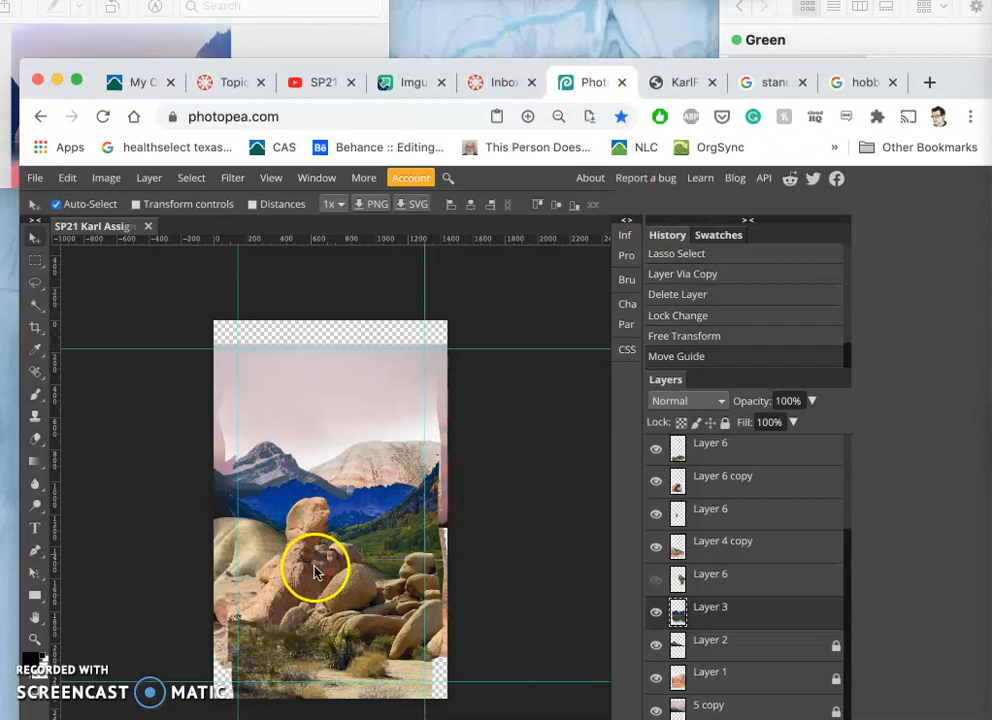 Search
Green
My C
Topic
SP21
Imgu
Inbox
Phot
KarlF
stand
hobb
photopea.com
ABP
HQ
Apps
healthselect texas...
CAS
Behance :: Editing...
This Person Does...
NLC
OrgSync
»
Other Bookmarks
File Edit Image Layer Select Filter View Window More Account
About Report a bug Learn Blog API
Auto-Select Transform controls Distances 1x PNG SVG
SP21 Karl Assign
-1000 -800 -600 -400 -200 0 200 400 600 800 1000 1200 1400
Inf
Pro
Bru
Cha
Par
CSS
History Swatches
Lasso Select
Layer Via Copy
Delete Layer
Lock Change
Free Transform
Move Guide
Layers
Normal Opacity: 100%
Lock: Fill: 100%
Layer 6
Layer 6 copy
Layer 6
Layer 4 copy
Layer 6
Layer 3
Layer 2
Layer 1
5 copy
RECORDED WITH
SCREENCAST MATIC